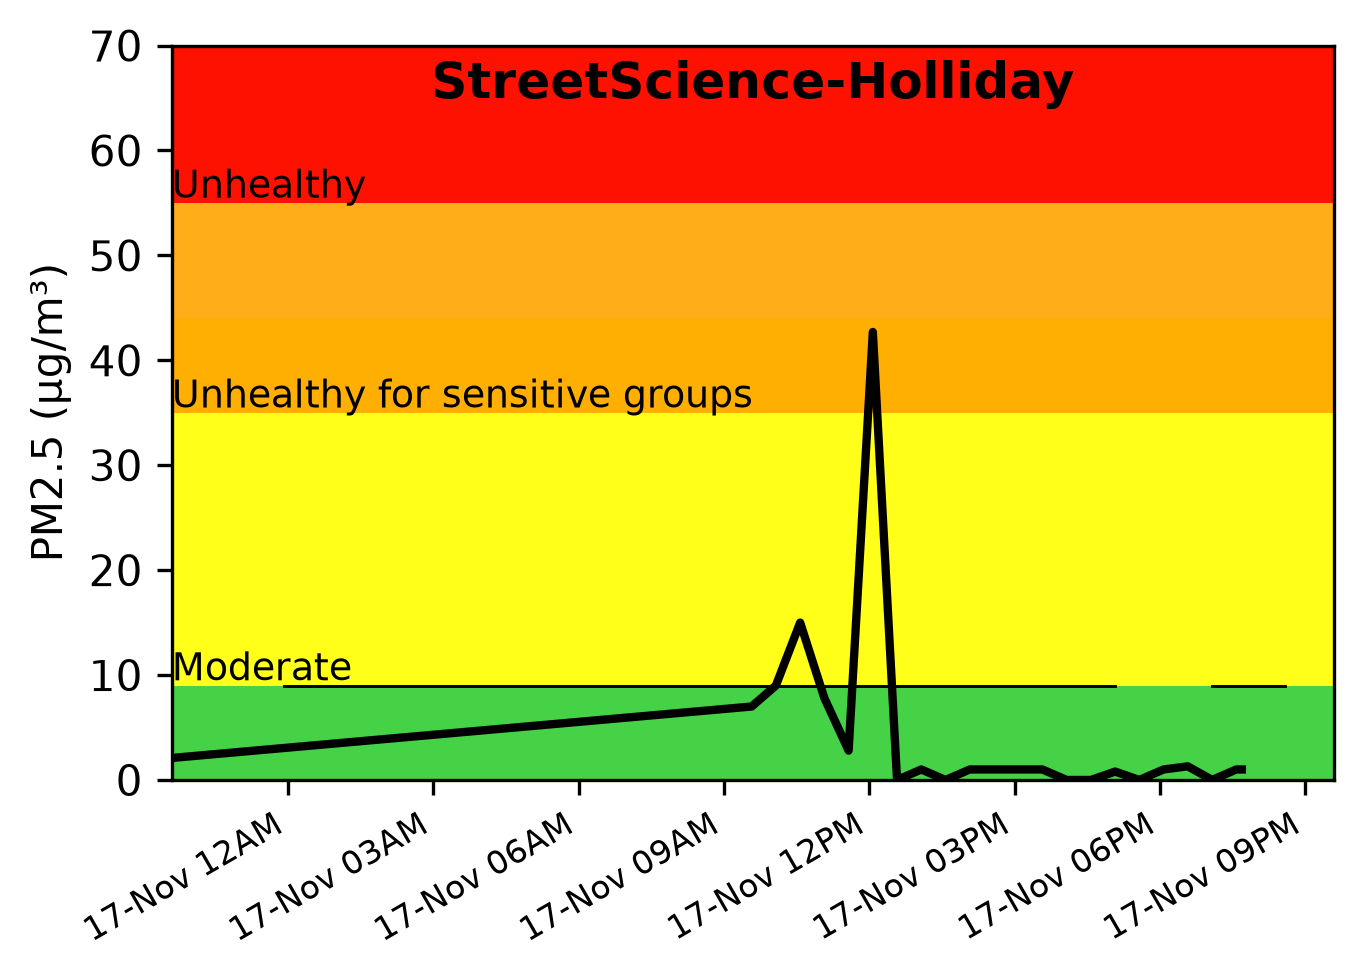 StreetScience-Holliday
70
60
Unhealthy
50
40
Unhealthy for sensitive groups
30
20
Moderate
10
0
PM2.5 (µg/m³)
17-Nov 12AM
17-Nov 03AM
17-Nov 06AM
17-Nov 09AM
17-Nov 12PM
17-Nov 03PM
17-Nov 06PM
17-Nov 09PM